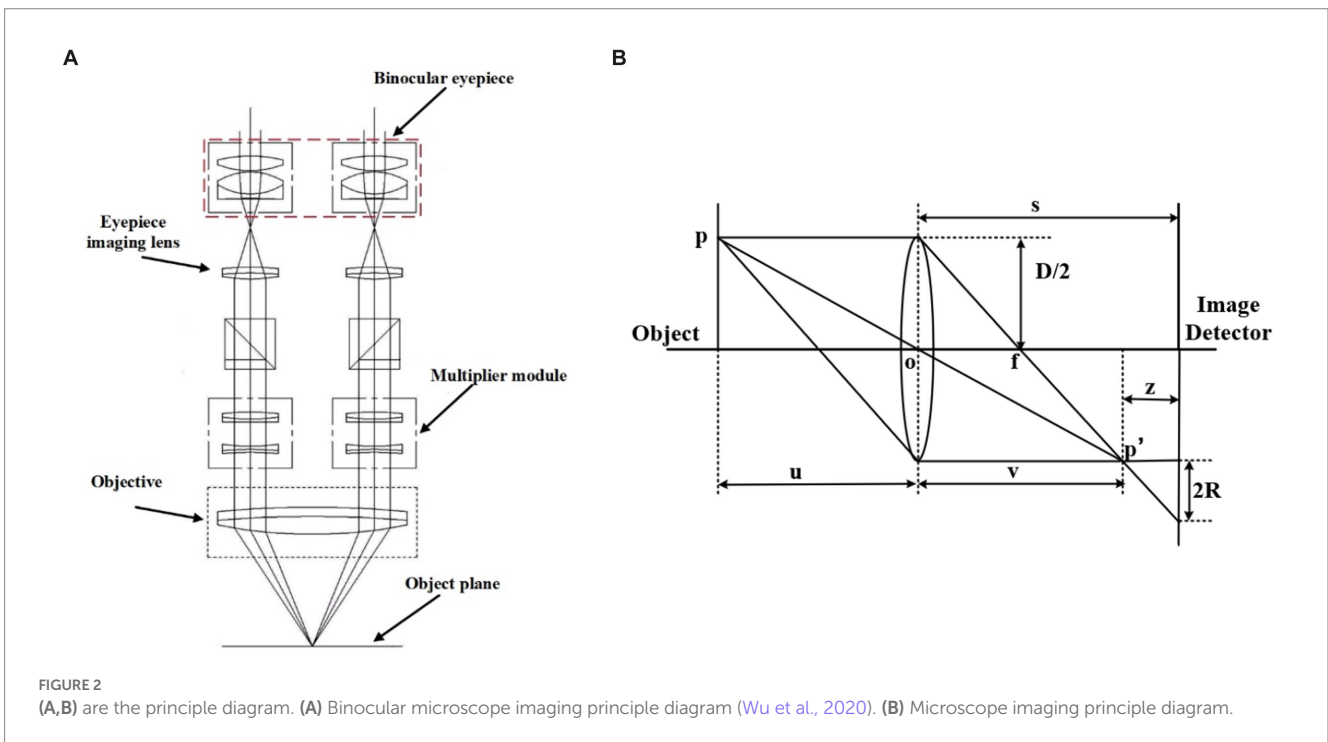 A
B
Binocular eyepiece
Eyepiece
imaging lens
Multiplier module
Objective
Object plane
s
p
D/2
Image
Detector
Object
o
f
z
p'
u
v
2R
FIGURE 2
(A,B) are the principle diagram. (A) Binocular microscope imaging principle diagram (Wu et al., 2020). (B) Microscope imaging principle diagram.